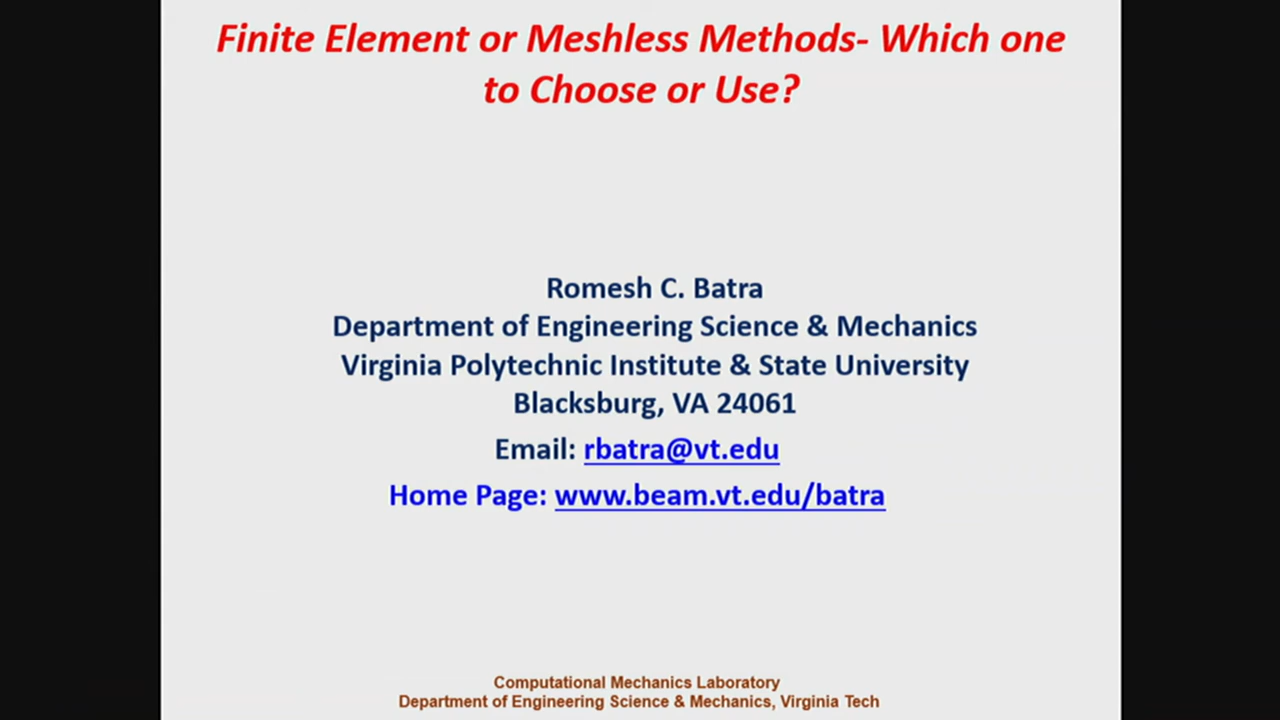 Finite Element or Meshless Methods- Which one
to Choose or Use?
Romesh C. Batra
Department of Engineering Science & Mechanics
Virginia Polytechnic Institute & State University
Blacksburg, VA 24061
Email: rbatra@vt.edu
Home Page: www.beam.vt.edu/batra
Computational Mechanics Laboratory
Department of Engineering Science & Mechanics, Virginia Tech